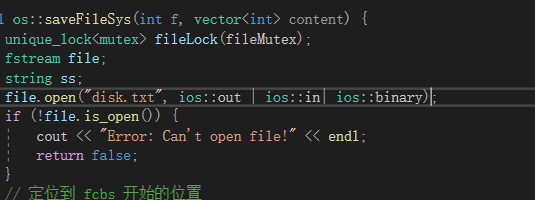 os::saveFileSys(int f, vector<int> content) {
unique_lock<mutex> fileLock(fileMutex);
fstream file;
string ss;
file.open("disk.txt", ios::out | ios::in| ios::binary);
if (!file.is_open()) {
cout << "Error: Can't open file!" << endl;
return false;
}
// 定位到 fcbs 开始的位置